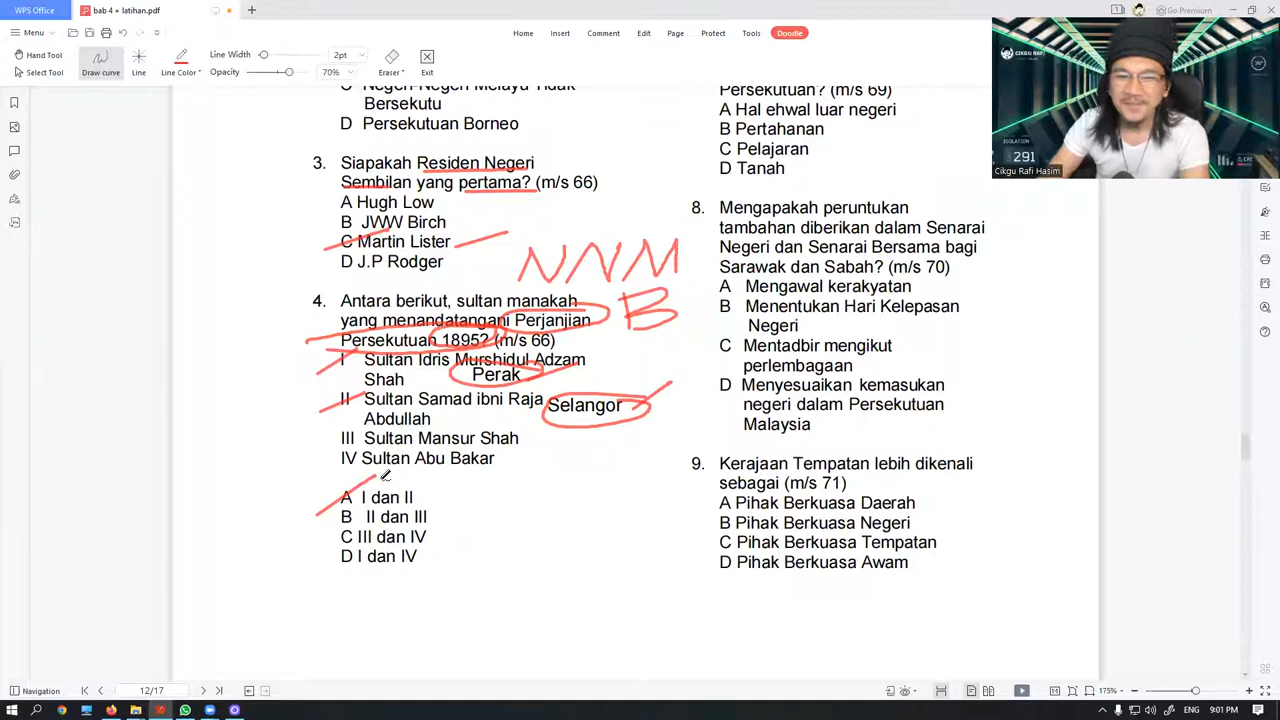 WPS Office
bab 4 + latihan.pdf
Menu
Home Insert Comment Edit Page Protect Tools Doodle
Hand Tool
Select Tool
Draw curve
Line
Line Color
Line Width
2pt
Opacity
70%
Eraser
Exit
CIKGU RAFI
ISOLATION
291
Cikgu Rafi Hasim
C Negeri-Negeri Melayu Tidak
Bersekutu
D Persekutuan Borneo
3. Siapakah Residen Negeri
Sembilan yang pertama? (m/s 66)
A Hugh Low
B JWW Birch
C Martin Lister
D J.P Rodger
NNM
B
4. Antara berikut, sultan manakah
yang menandatangani Perjanjian
Persekutuan 1895? (m/s 66)
I Sultan Idris Murshidul Adzam
Shah
Perak
II Sultan Samad ibni Raja
Abdullah
Selangor
III Sultan Mansur Shah
IV Sultan Abu Bakar
A I dan II
B II dan III
C III dan IV
D I dan IV
Persekutuan? (m/s 69)
A Hal ehwal luar negeri
B Pertahanan
C Pelajaran
D Tanah
8. Mengapakah peruntukan
tambahan diberikan dalam Senarai
Negeri dan Senarai Bersama bagi
Sarawak dan Sabah? (m/s 70)
A Mengawal kerakyatan
B Menentukan Hari Kelepasan
Negeri
C Mentadbir mengikut
perlembagaan
D Menyesuaikan kemasukan
negeri dalam Persekutuan
Malaysia
9. Kerajaan Tempatan lebih dikenali
sebagai (m/s 71)
A Pihak Berkuasa Daerah
B Pihak Berkuasa Negeri
C Pihak Berkuasa Tempatan
D Pihak Berkuasa Awam
Navigation
12/17
175%
ENG
9:01 PM